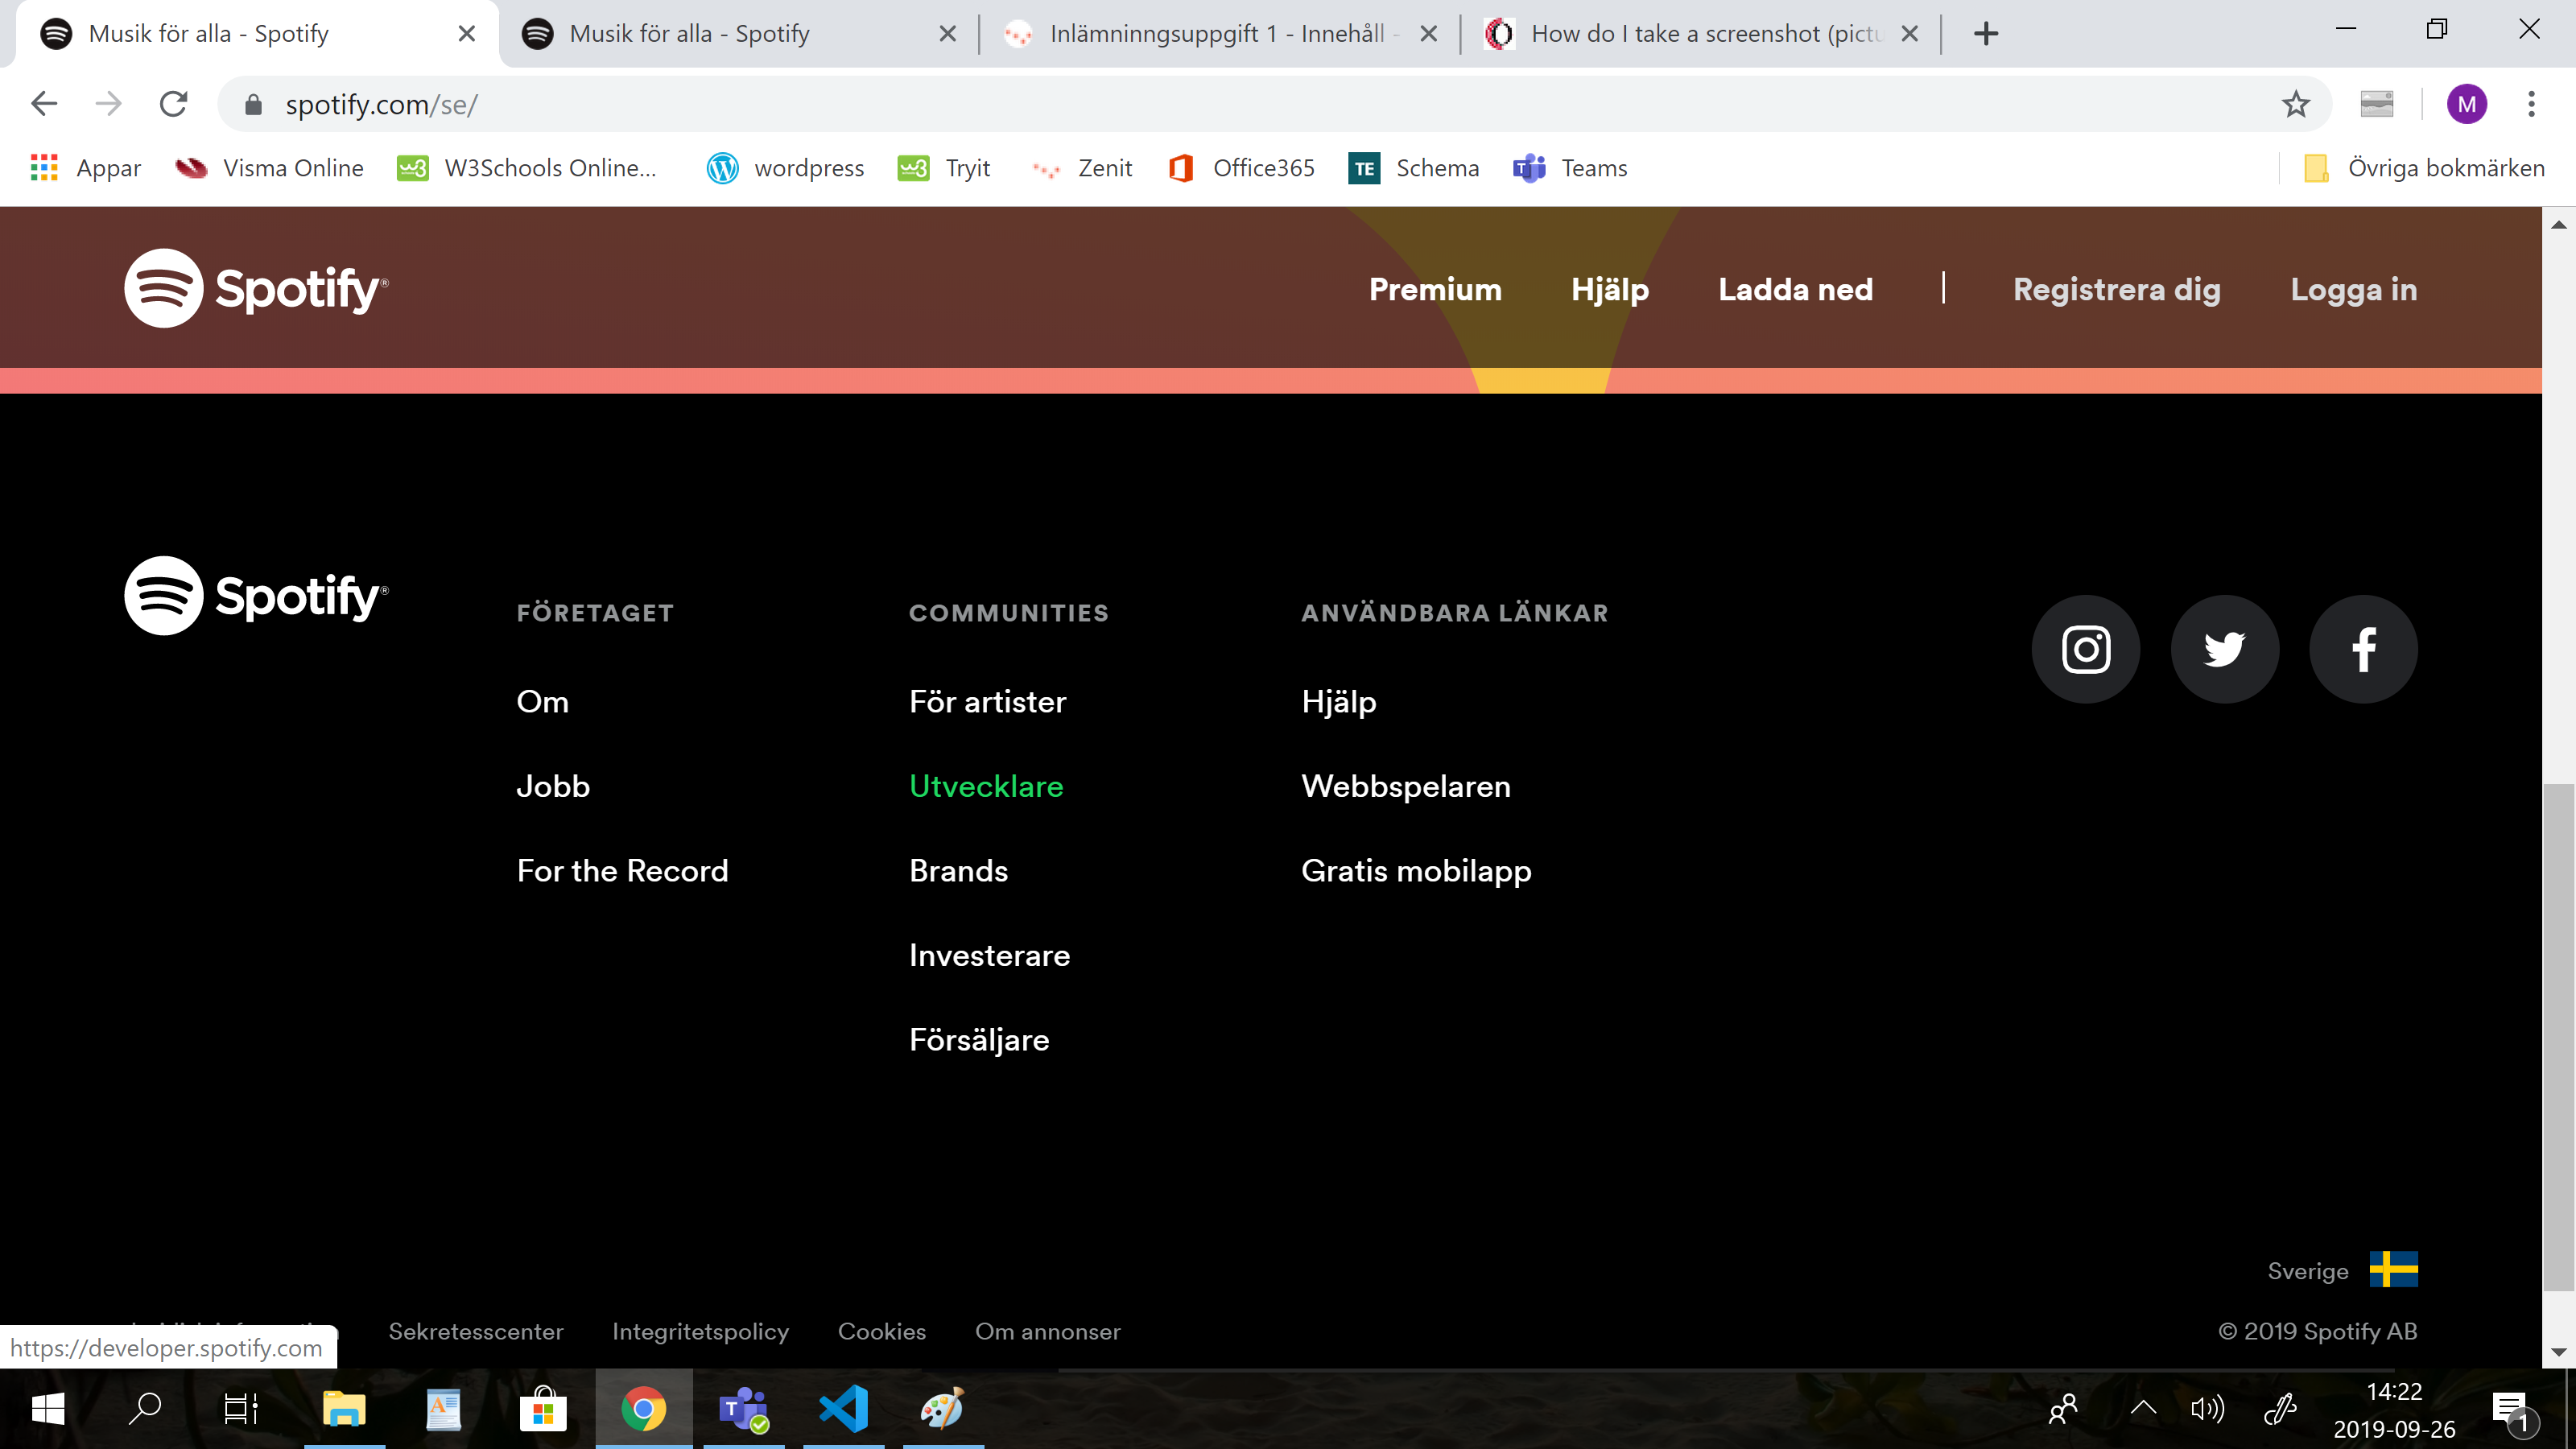 Musik för alla - Spotify
Musik för alla - Spotify
Inlämninngsuppgift 1 - Innehåll -
How do I take a screenshot (pictu
spotify.com/se/
M
Appar
Visma Online
W3Schools Online...
wordpress
Tryit
Zenit
TE Schema
Office365
Teams
Övriga bokmärken
Spotify®
Premium
Hjälp
Ladda ned
Registrera dig
Logga in
Spotify®
FÖRETAGET
Om
Jobb
For the Record
COMMUNITIES
För artister
Utvecklare
Brands
Investerare
Försäljare
ANVÄNDBARA LÄNKAR
Hjälp
Webbspelaren
Gratis mobilapp
Sverige
Sekretesscenter
Integritetspolicy
Cookies
Om annonser
© 2019 Spotify AB
https://developer.spotify.com
14:22
2019-09-26
1